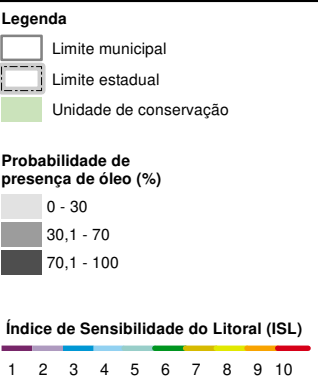 Legenda
Limite municipal
Limite estadual
Unidade de conservação
Probabilidade de
presença de óleo (%)
0 - 30
30,1 - 70
70,1 - 100
Índice de Sensibilidade do Litoral (ISL)
1 2 3 4 5 6 7 8 9 10